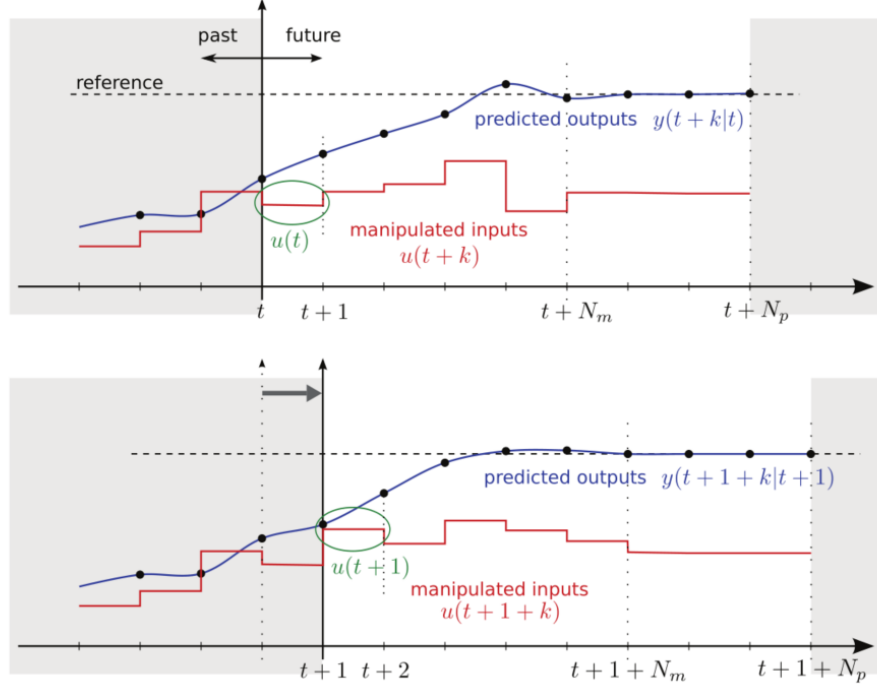 past future
reference
predicted outputs y(t + k|t)
manipulated inputs
u(t + k)
u(t)
t t + 1 t + N_m t + N_p
predicted outputs y(t + 1 + k|t + 1)
u(t + 1)
manipulated inputs
u(t + 1 + k)
t + 1 t + 2 t + 1 + N_m t + 1 + N_p